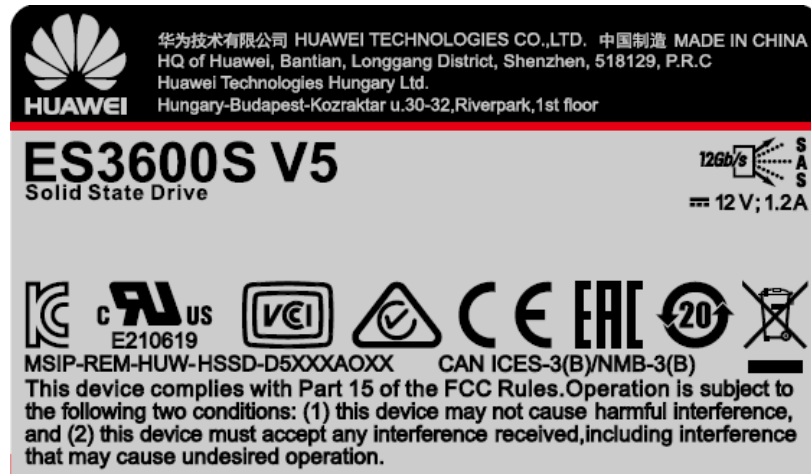 华为技术有限公司 HUAWEI TECHNOLOGIES CO.,LTD. 中国制造 MADE IN CHINA
HQ of Huawei, Bantian, Longgang District, Shenzhen, 518129, P.R.C
Huawei Technologies Hungary Ltd.
Hungary-Budapest-Kozraktar u.30-32,Riverpark,1st floor
HUAWEI
ES3600S V5
Solid State Drive
12Gb/s SAS
12 V; 1.2A
c RU US
E210619
VCI
CE
EAC
20
MSIP-REM-HUW-HSSD-D5XXXAOXX CAN ICES-3(B)/NMB-3(B)
This device complies with Part 15 of the FCC Rules.Operation is subject to
the following two conditions: (1) this device may not cause harmful interference,
and (2) this device must accept any interference received,including interference
that may cause undesired operation.